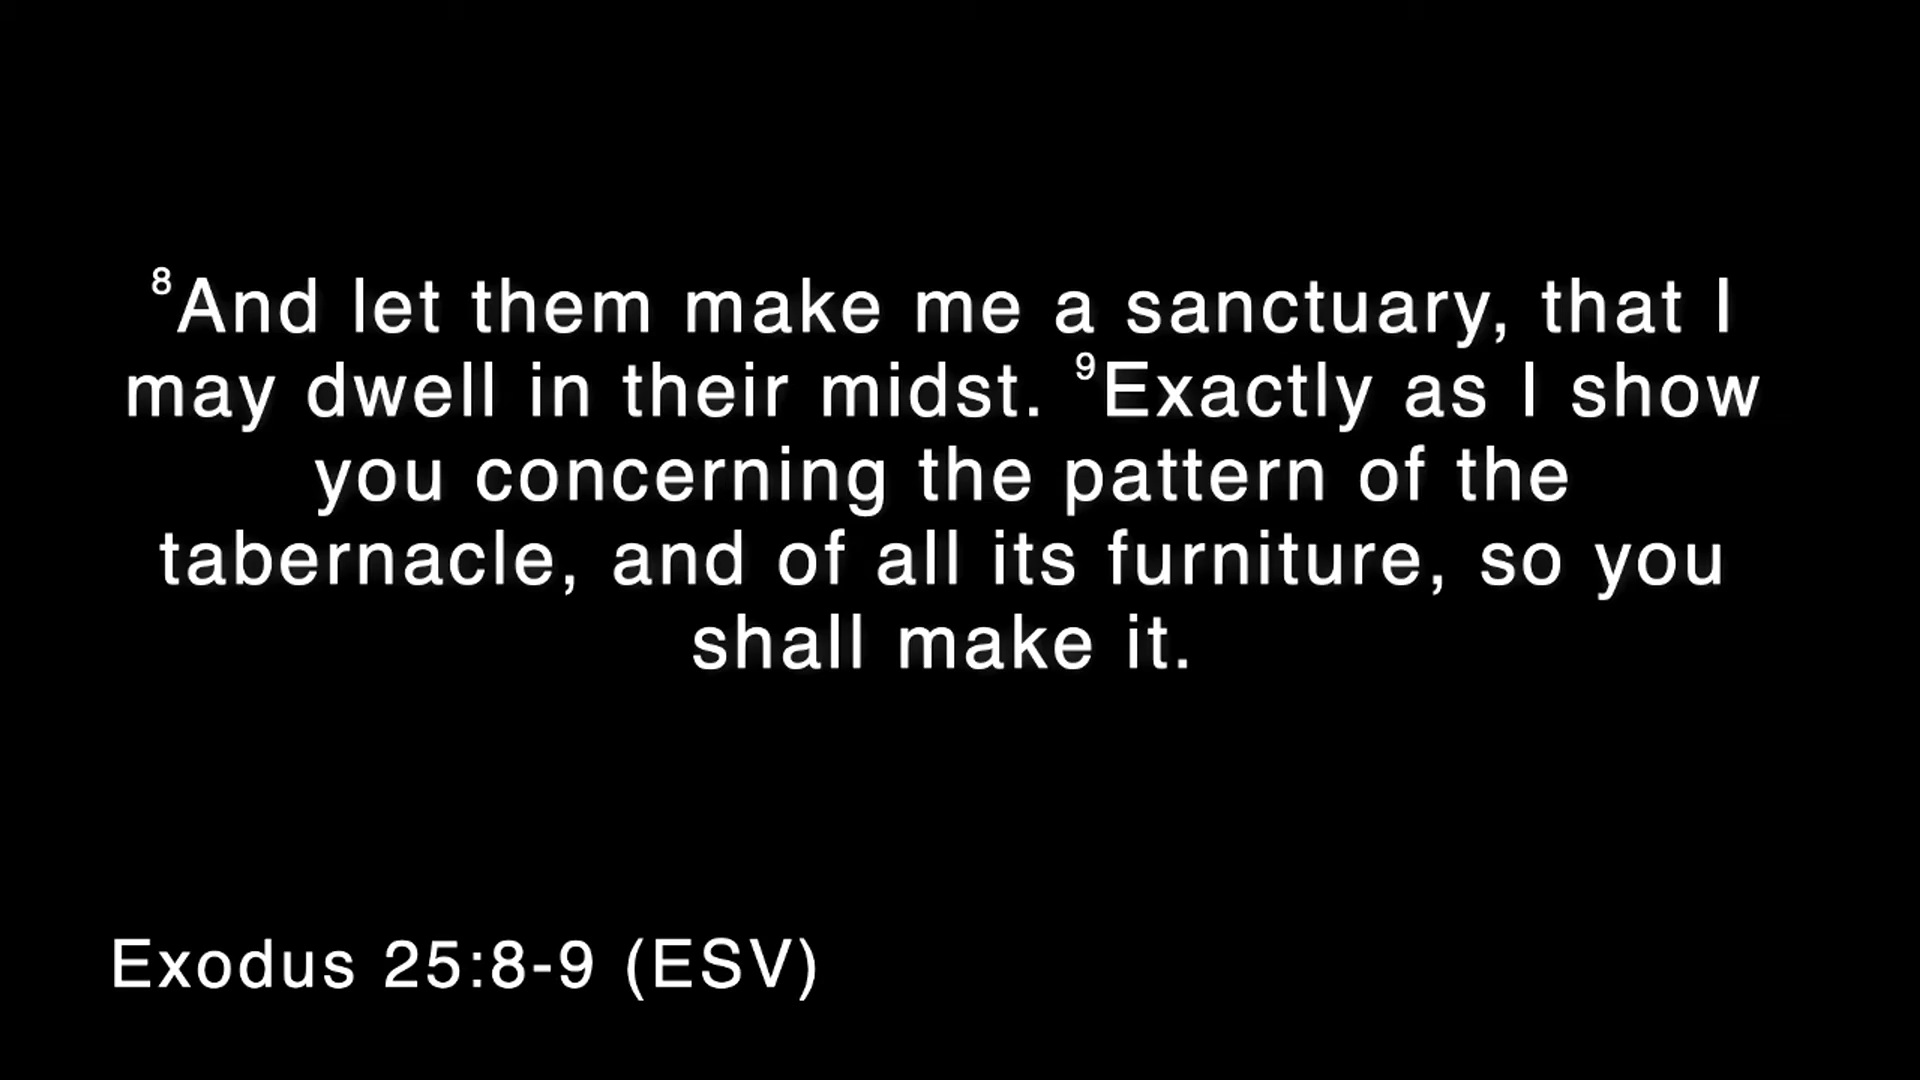 ⁸And let them make me a sanctuary, that I
may dwell in their midst. ⁹Exactly as I show
you concerning the pattern of the
tabernacle, and of all its furniture, so you
shall make it.
Exodus 25:8-9 (ESV)